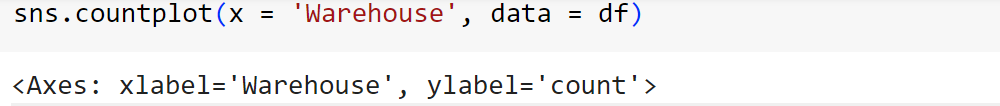 sns.countplot(x = 'Warehouse', data = df)
<Axes: xlabel='Warehouse', ylabel='count'>